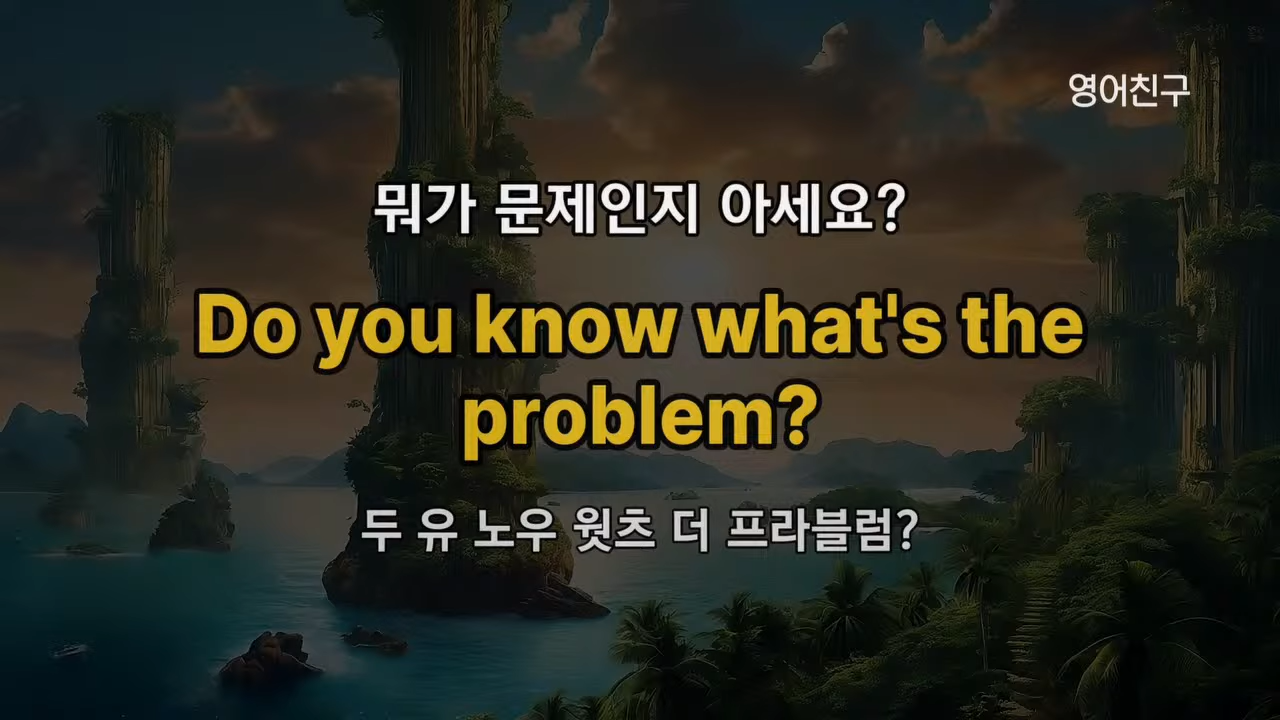 영어친구
뭐가 문제인지 아세요?
Do you know what's the
problem?
두 유 노우 웟츠 더 프라블럼?